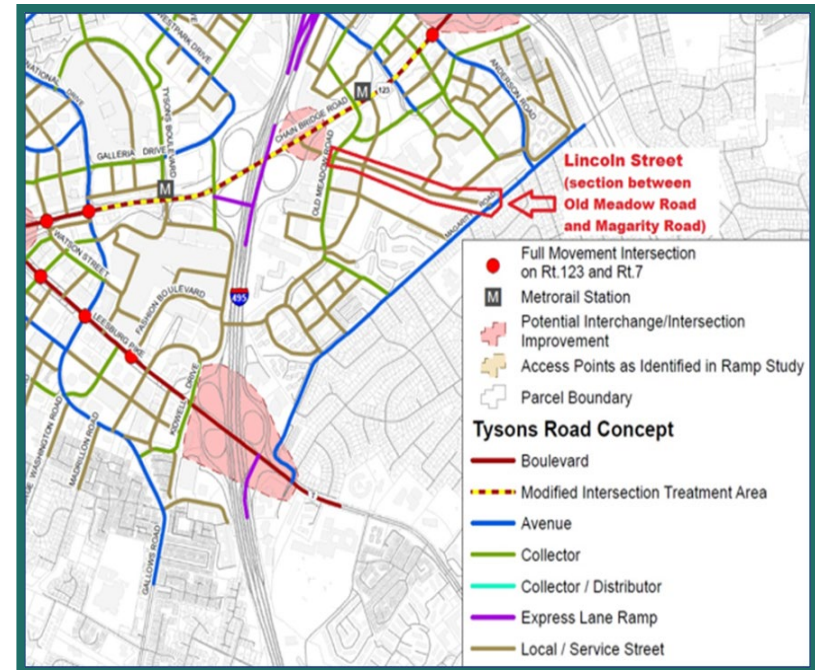 WESTPARK DRIVE
NATIONAL DRIVE
TYSONS BOULEVARD
GALLERIA DRIVE
CHAIN BRIDGE ROAD
M
123
M
ANDERSON ROAD
OLD MEADOW ROAD
MAGARITY ROAD
WATSON STREET
FASHION BOULEVARD
LEESBURG PIKE
495
KIDWELL DRIVE
WASHINGTON ROAD
MADRILLON ROAD
GALLOWS ROAD
7
Lincoln Street
(section between
Old Meadow Road
and Magarity Road)
Full Movement Intersection
on Rt.123 and Rt.7
M Metrorail Station
Potential Interchange/Intersection
Improvement
Access Points as Identified in Ramp Study
Parcel Boundary
Tysons Road Concept
Boulevard
Modified Intersection Treatment Area
Avenue
Collector
Collector / Distributor
Express Lane Ramp
Local / Service Street